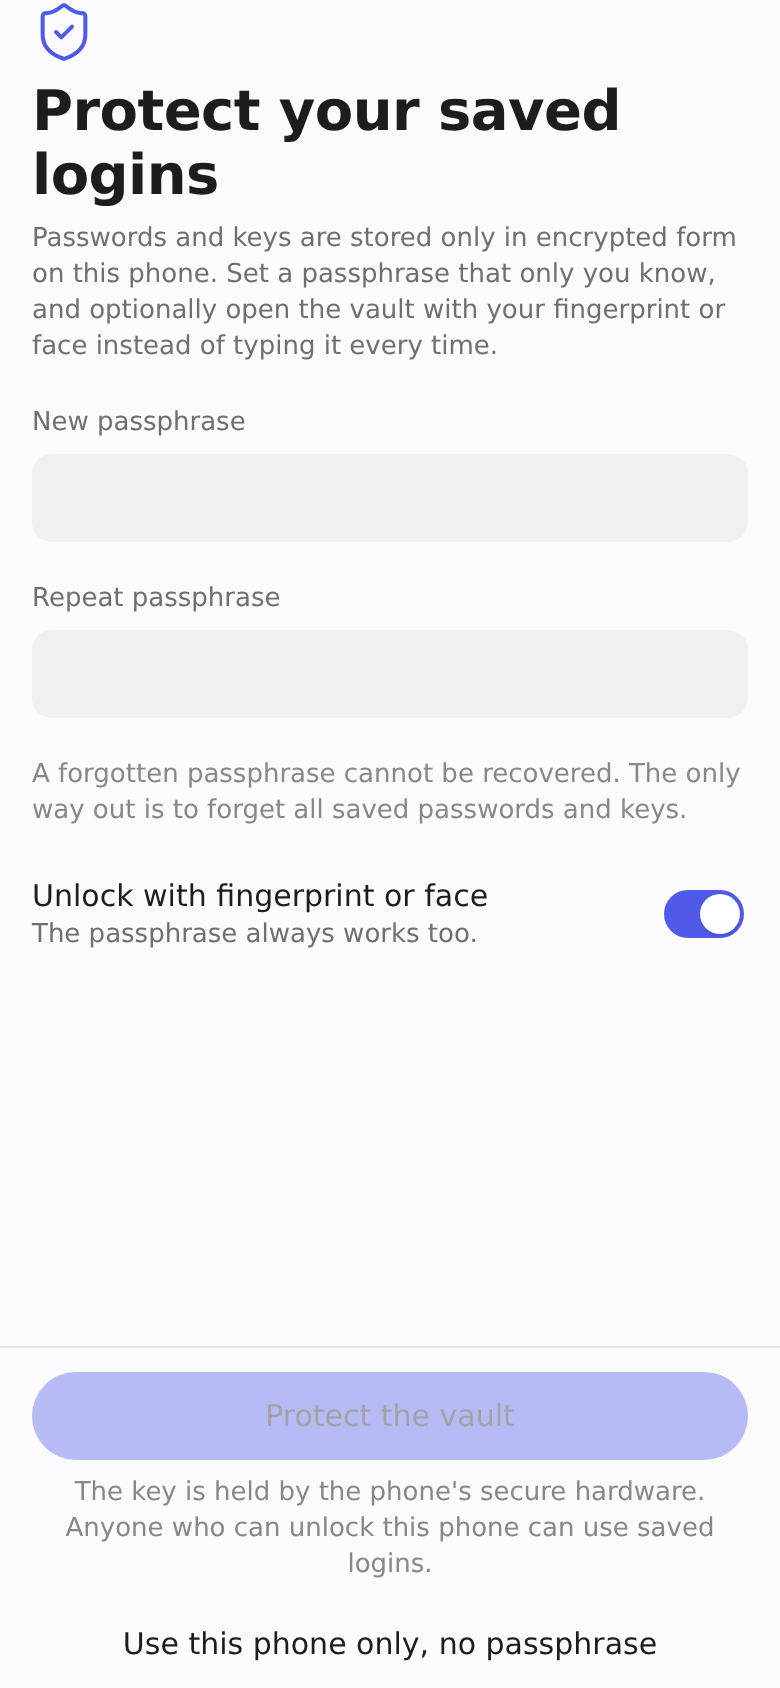 Protect your saved
logins
Passwords and keys are stored only in encrypted form
on this phone. Set a passphrase that only you know,
and optionally open the vault with your fingerprint or
face instead of typing it every time.
New passphrase
Repeat passphrase
A forgotten passphrase cannot be recovered. The only
way out is to forget all saved passwords and keys.
Unlock with fingerprint or face
The passphrase always works too.
Protect the vault
The key is held by the phone's secure hardware.
Anyone who can unlock this phone can use saved
logins.
Use this phone only, no passphrase